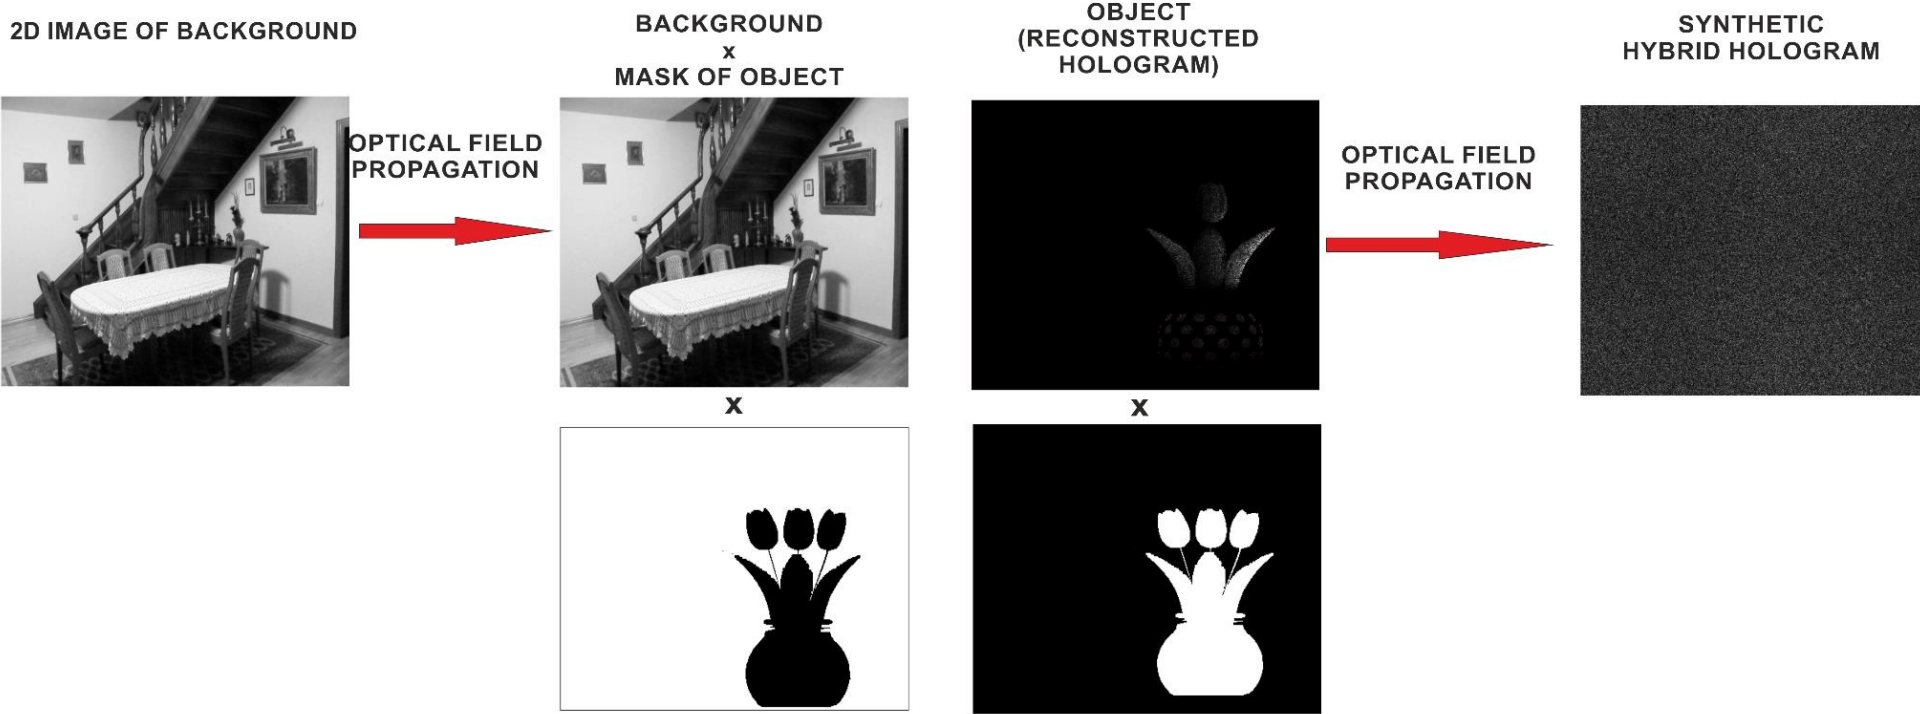 2D IMAGE OF BACKGROUND
BACKGROUND
x
MASK OF OBJECT
OBJECT
(RECONSTRUCTED
HOLOGRAM)
SYNTHETIC
HYBRID HOLOGRAM
OPTICAL FIELD
PROPAGATION
OPTICAL FIELD
PROPAGATION
x
x